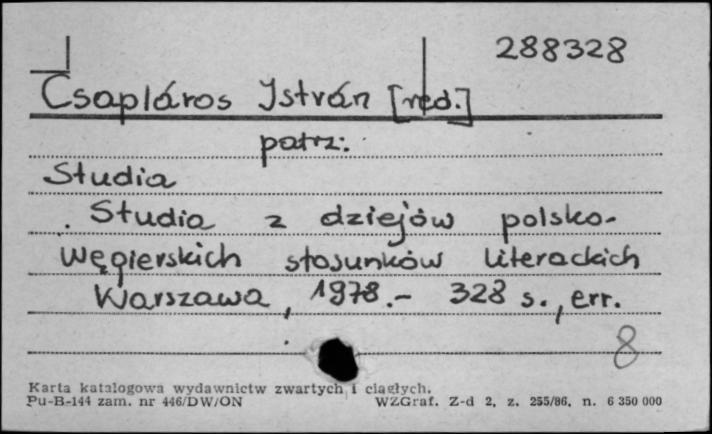 288328
Csapláros István [red.]
patrz:
Studia
Studia z dziejów polsko-
węgierskich stosunków literackich
Warszawa, 1978.- 328 s., err.
8
Karta katalogowa wydawnictw zwartych i ciągłych.
Pu-B-144 zam. nr 446/DW/ON WZGraf. Z-d 2, z. 255/86, n. 6 350 000